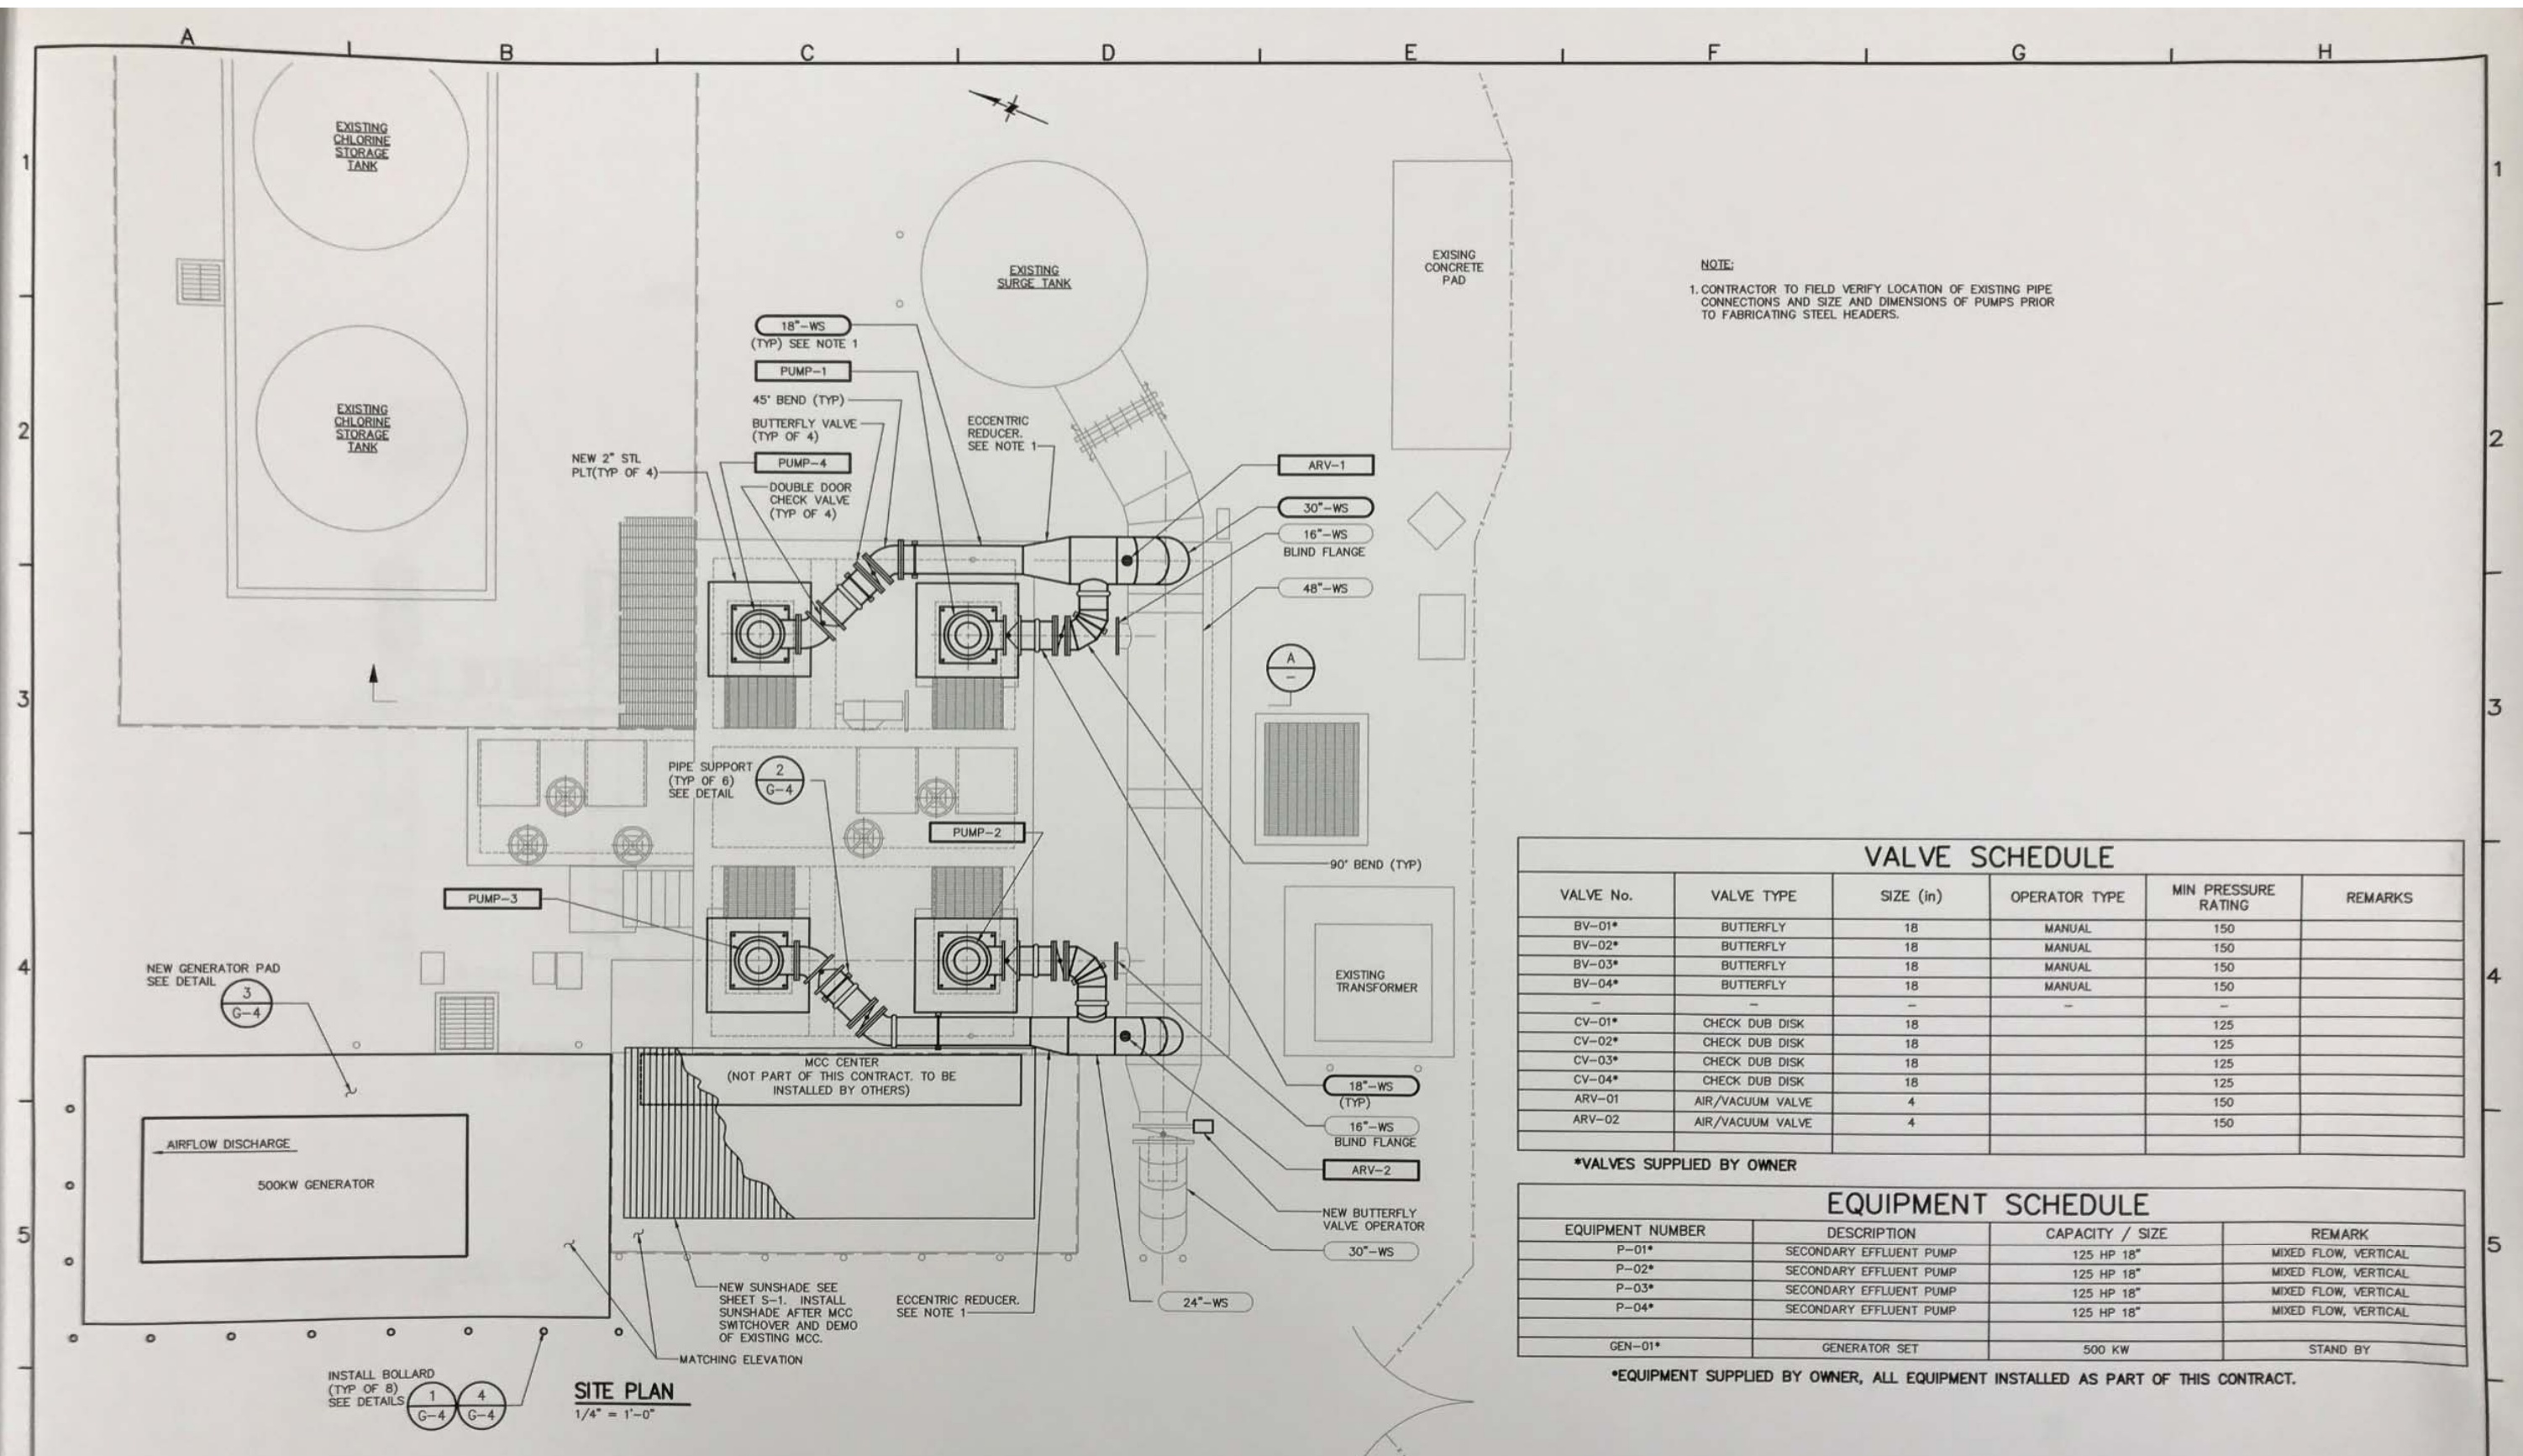 A
B
C
D
E
F
G
H
1
2
3
4
5
1
2
3
4
5
EXISTING
CHLORINE
STORAGE
TANK
EXISTING
CHLORINE
STORAGE
TANK
EXISTING
SURGE TANK
EXISING
CONCRETE
PAD
NOTE:
1. CONTRACTOR TO FIELD VERIFY LOCATION OF EXISTING PIPE
CONNECTIONS AND SIZE AND DIMENSIONS OF PUMPS PRIOR
TO FABRICATING STEEL HEADERS.
18"-WS
(TYP) SEE NOTE 1
PUMP-1
45° BEND (TYP)
BUTTERFLY VALVE
(TYP OF 4)
PUMP-4
DOUBLE DOOR
CHECK VALVE
(TYP OF 4)
NEW 2" STL
PLT(TYP OF 4)
ECCENTRIC
REDUCER.
SEE NOTE 1
ARV-1
30"-WS
16"-WS
BLIND FLANGE
48"-WS
A
-
PIPE SUPPORT
(TYP OF 6)
SEE DETAIL
2
G-4
PUMP-2
90° BEND (TYP)
PUMP-3
NEW GENERATOR PAD
SEE DETAIL
3
G-4
EXISTING
TRANSFORMER
MCC CENTER
(NOT PART OF THIS CONTRACT. TO BE
INSTALLED BY OTHERS)
AIRFLOW DISCHARGE
500KW GENERATOR
18"-WS
(TYP)
16"-WS
BLIND FLANGE
ARV-2
NEW BUTTERFLY
VALVE OPERATOR
30"-WS
24"-WS
NEW SUNSHADE SEE
SHEET S-1. INSTALL
SUNSHADE AFTER MCC
SWITCHOVER AND DEMO
OF EXISTING MCC.
ECCENTRIC REDUCER.
SEE NOTE 1
MATCHING ELEVATION
INSTALL BOLLARD
(TYP OF 8)
SEE DETAILS
1
G-4
4
G-4
SITE PLAN
1/4" = 1'-0"
VALVE SCHEDULE
VALVE No. VALVE TYPE SIZE (in) OPERATOR TYPE MIN PRESSURE RATING REMARKS
BV-01* BUTTERFLY 18 MANUAL 150
BV-02* BUTTERFLY 18 MANUAL 150
BV-03* BUTTERFLY 18 MANUAL 150
BV-04* BUTTERFLY 18 MANUAL 150
- - - - -
CV-01* CHECK DUB DISK 18 125
CV-02* CHECK DUB DISK 18 125
CV-03* CHECK DUB DISK 18 125
CV-04* CHECK DUB DISK 18 125
ARV-01 AIR/VACUUM VALVE 4 150
ARV-02 AIR/VACUUM VALVE 4 150
*VALVES SUPPLIED BY OWNER
EQUIPMENT SCHEDULE
EQUIPMENT NUMBER DESCRIPTION CAPACITY / SIZE REMARK
P-01* SECONDARY EFFLUENT PUMP 125 HP 18" MIXED FLOW, VERTICAL
P-02* SECONDARY EFFLUENT PUMP 125 HP 18" MIXED FLOW, VERTICAL
P-03* SECONDARY EFFLUENT PUMP 125 HP 18" MIXED FLOW, VERTICAL
P-04* SECONDARY EFFLUENT PUMP 125 HP 18" MIXED FLOW, VERTICAL
GEN-01* GENERATOR SET 500 KW STAND BY
*EQUIPMENT SUPPLIED BY OWNER, ALL EQUIPMENT INSTALLED AS PART OF THIS CONTRACT.